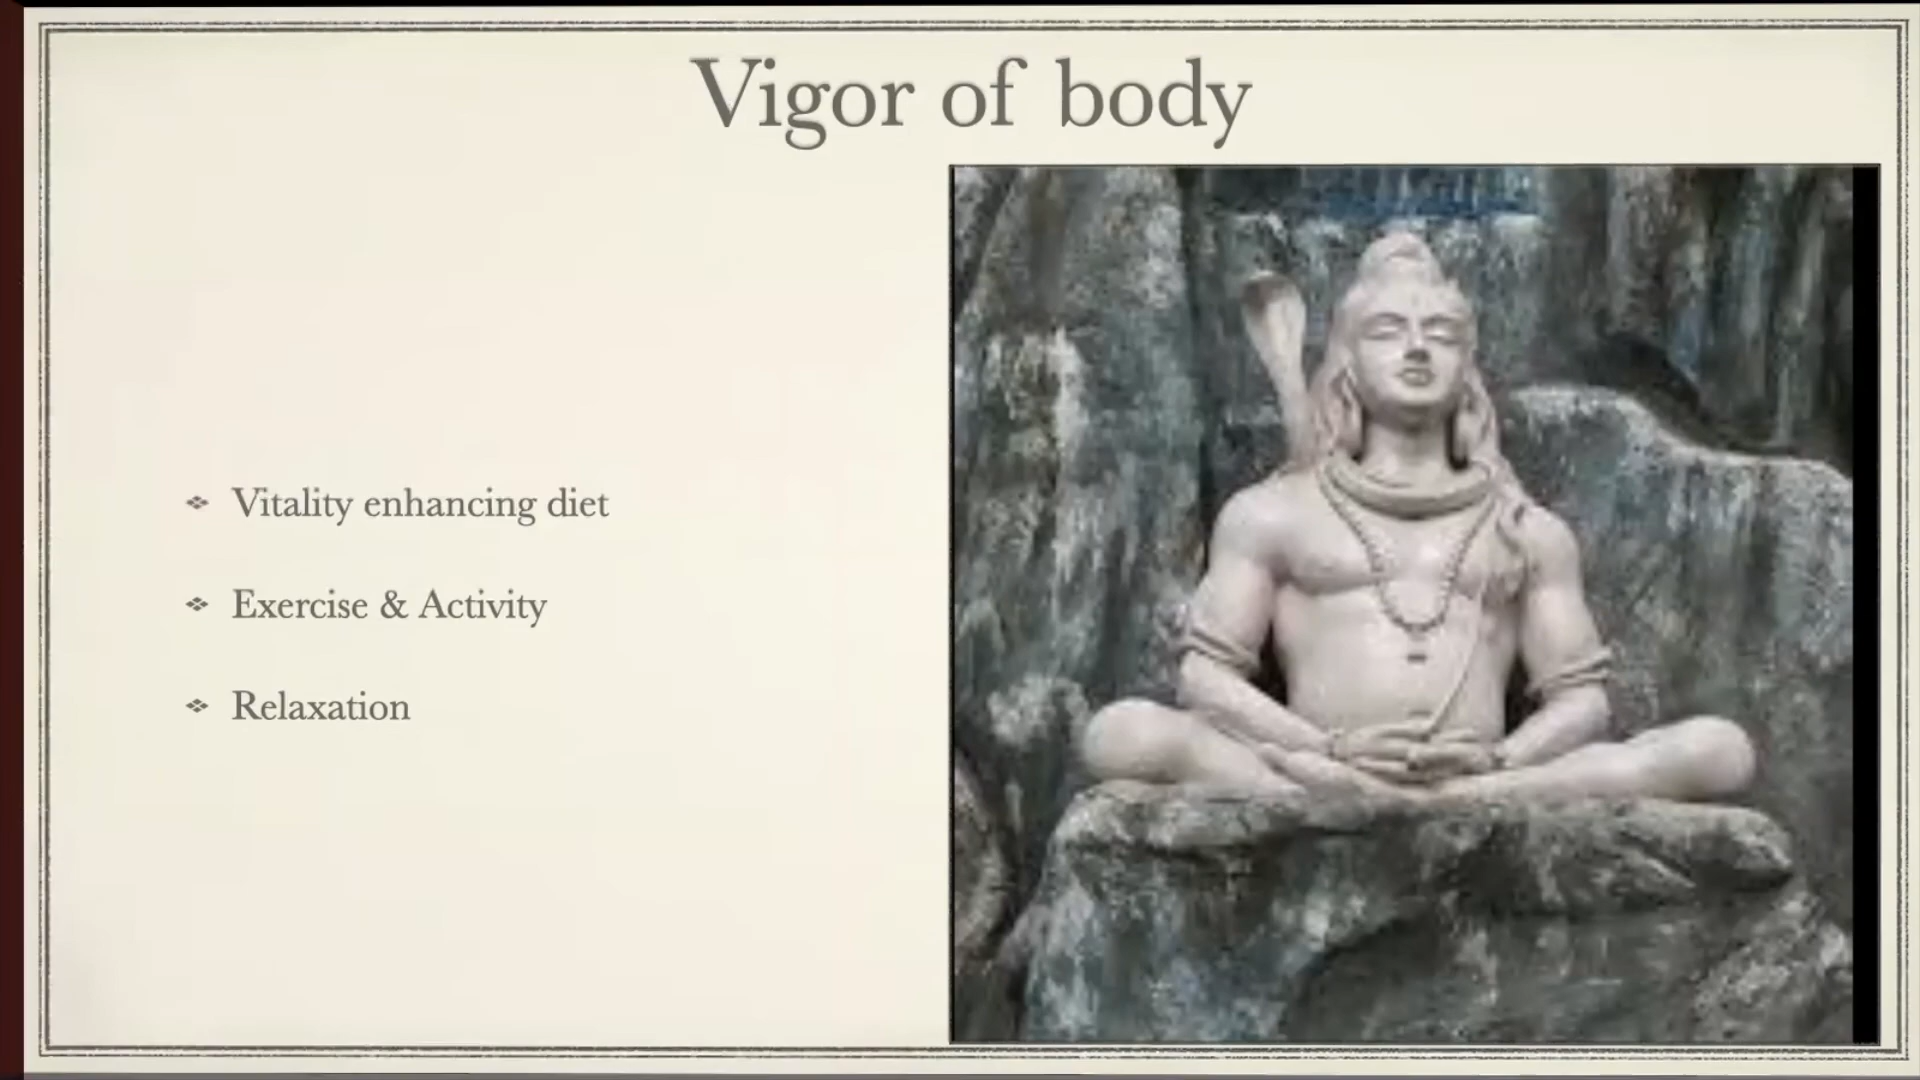 Vigor of body
Vitality enhancing diet
Exercise & Activity
Relaxation